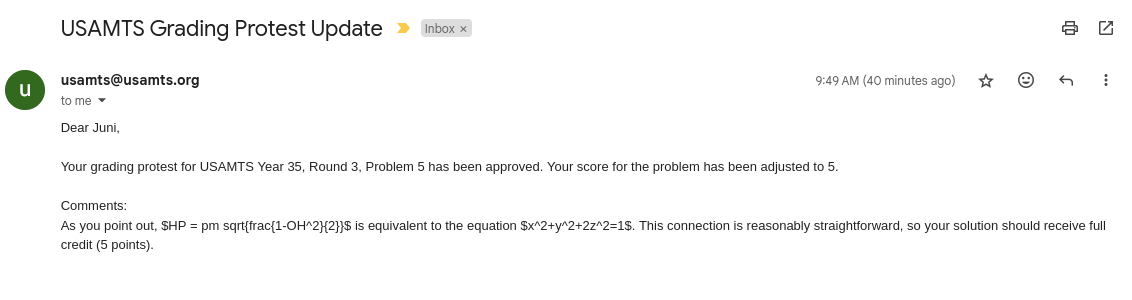 USAMTS Grading Protest Update
Inbox ×
u
usamts@usamts.org
9:49 AM (40 minutes ago)
to me
Dear Juni,
Your grading protest for USAMTS Year 35, Round 3, Problem 5 has been approved. Your score for the problem has been adjusted to 5.
Comments:
As you point out, $HP = pm sqrt{frac{1-OH^2}{2}}$ is equivalent to the equation $x^2+y^2+2z^2=1$. This connection is reasonably straightforward, so your solution should receive full
credit (5 points).